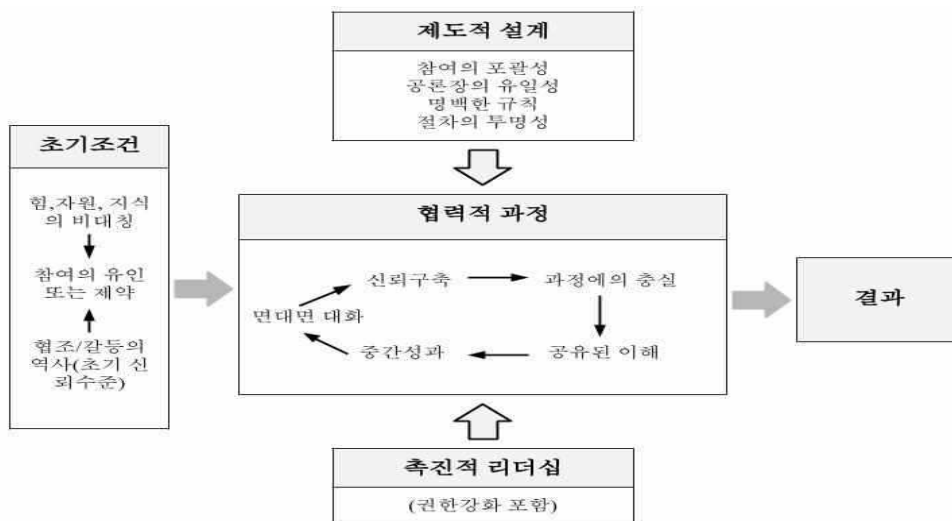 제도적 설계
참여의 포괄성
공론장의 유일성
명백한 규칙
절차의 투명성
초기조건
힘,자원, 지식
의 비대칭
참여의 유인
또는 제약
협조/갈등의
역사(초기 신
뢰수준)
협력적 과정
신뢰구축
과정에의 충실
면대면 대화
중간성과
공유된 이해
결과
촉진적 리더십
(권한강화 포함)